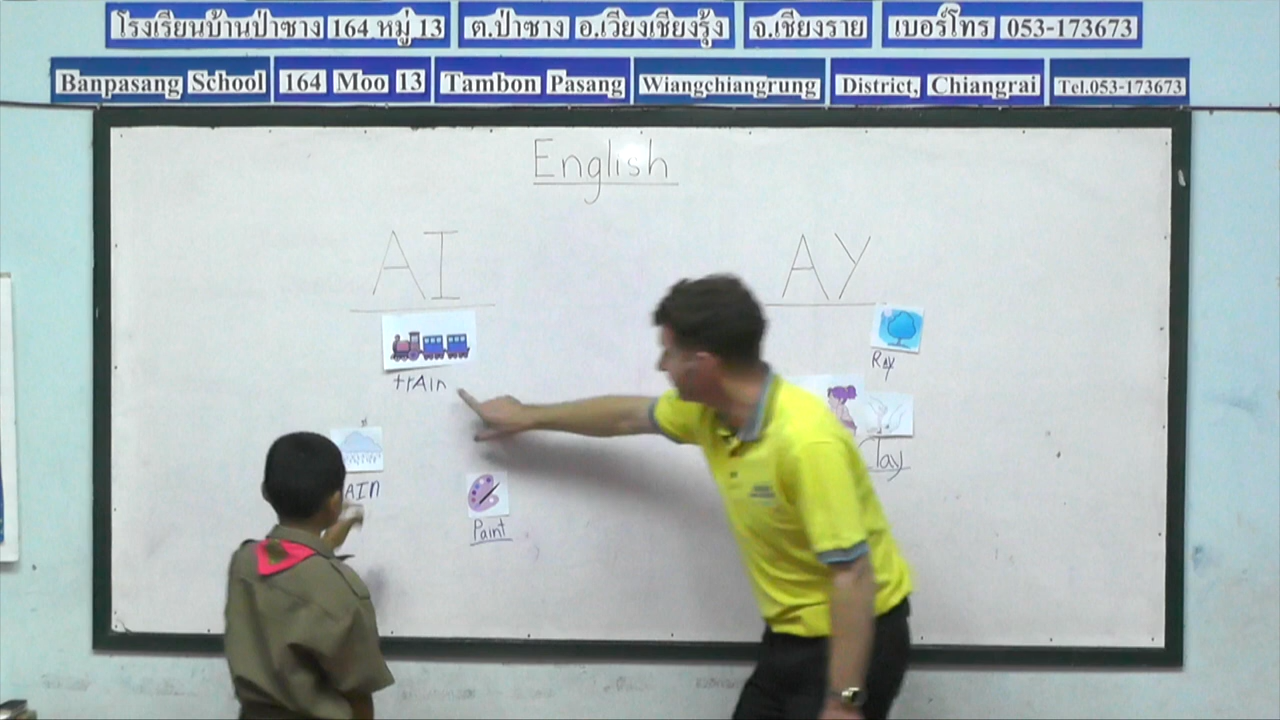 โรงเรียนบ้านป่าซาง 164 หมู่ 13 ต.ป่าซาง อ.เวียงเชียงรุ้ง จ.เชียงราย เบอร์โทร 053-173673
Banpasang School 164 Moo 13 Tambon Pasang Wiangchiangrung District, Chiangrai Tel.053-173673
English
AI
AY
trAin
RAy
AIn
Clay
Paint